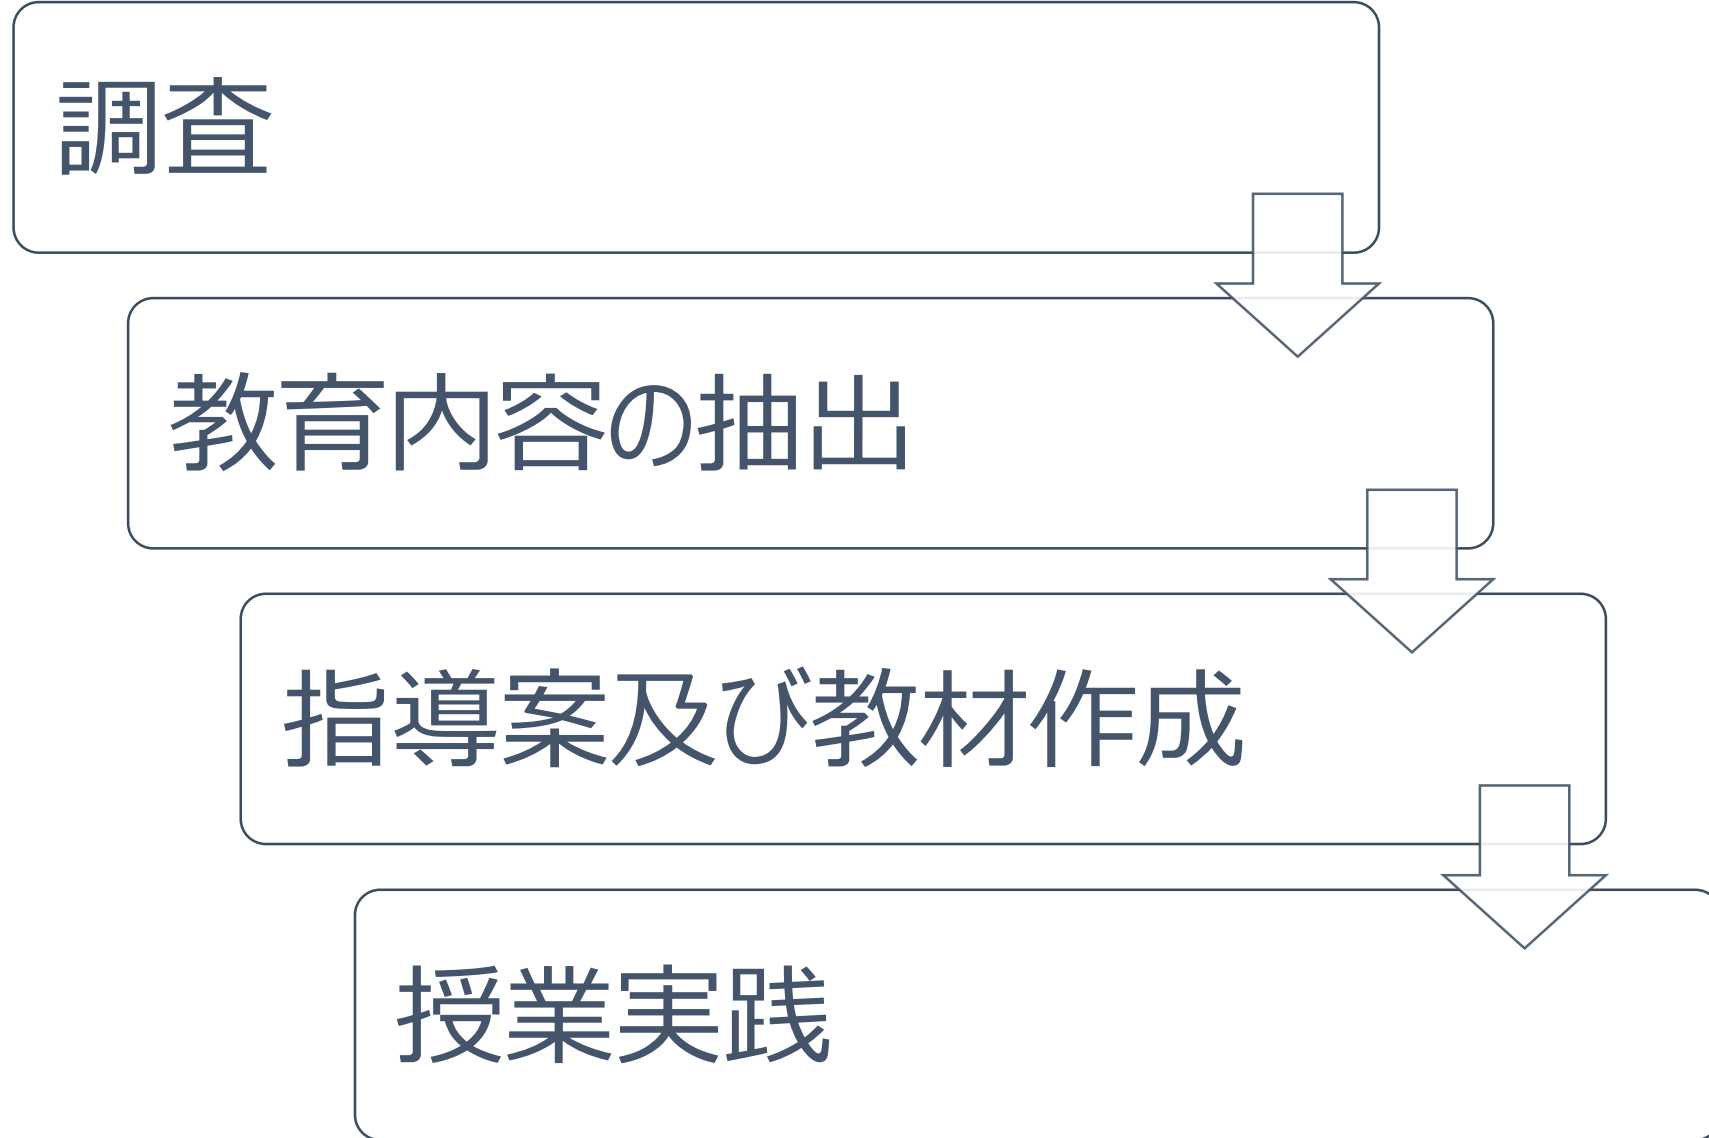 調査
教育内容の抽出
指導案及び教材作成
授業実践